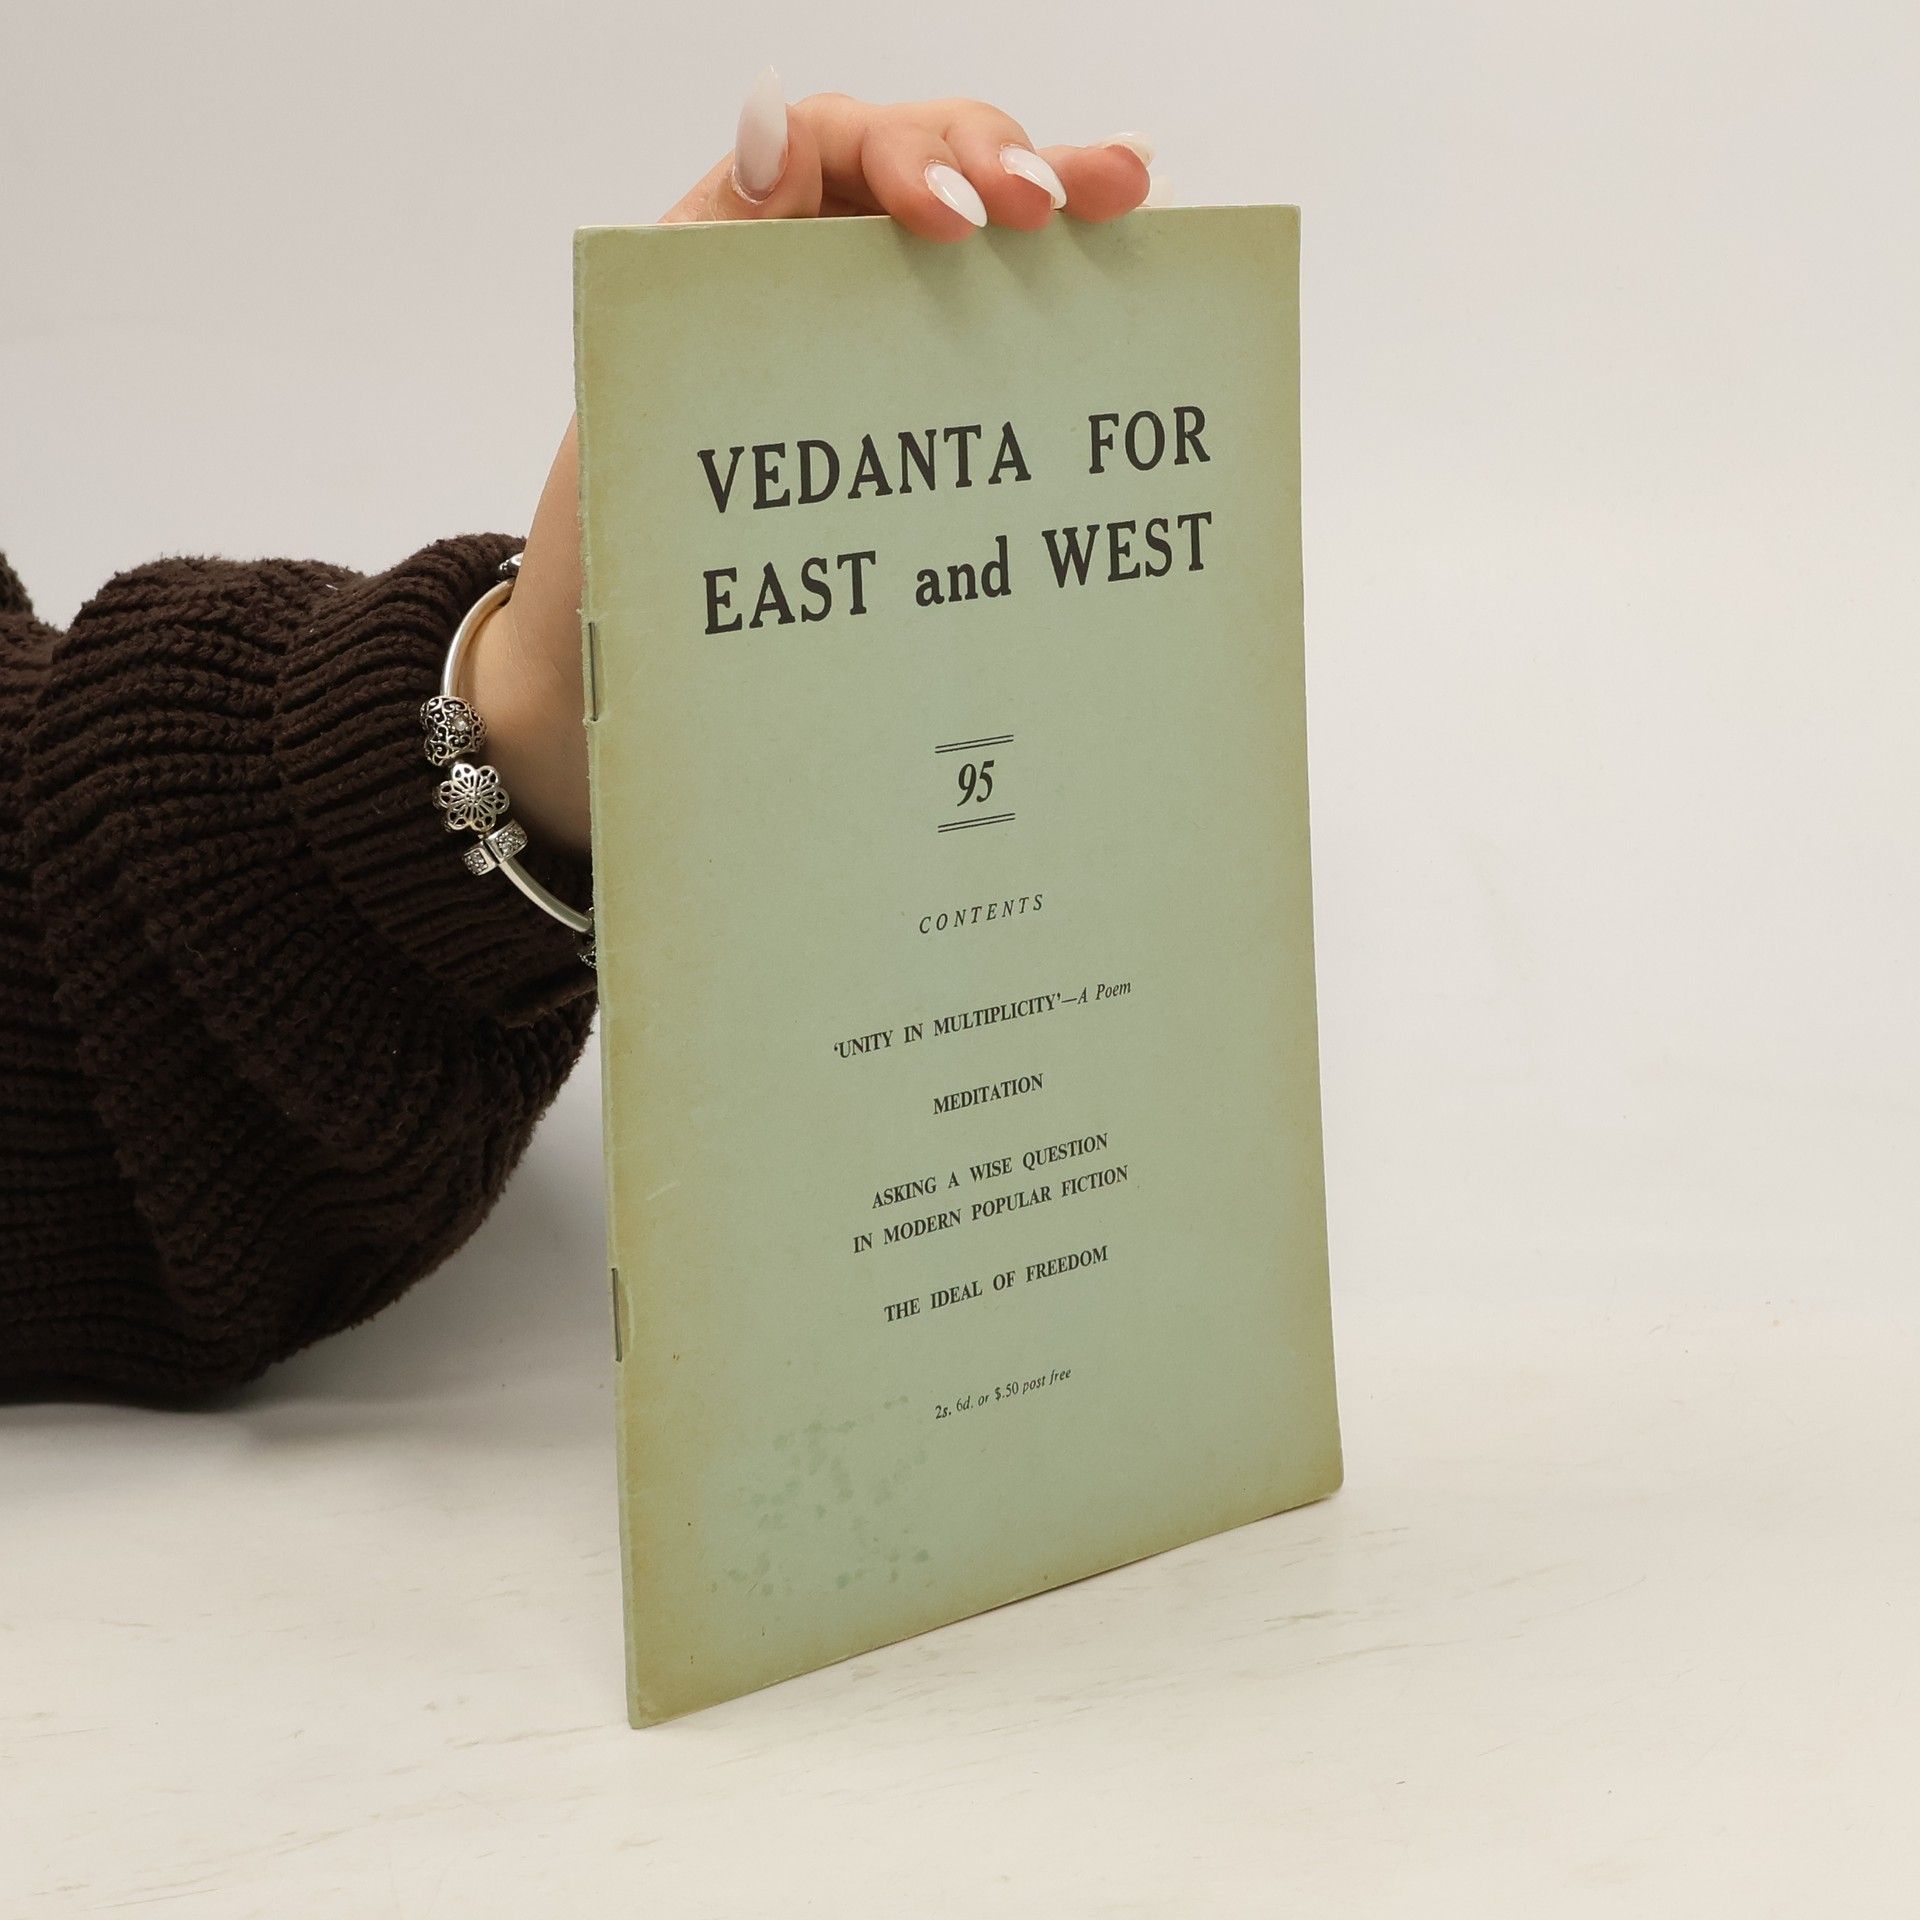 VEDANTA FOR
EAST and WEST
95
CONTENTS
‘UNITY IN MULTIPLICITY’—A Poem
MEDITATION
ASKING A WISE QUESTION
IN MODERN POPULAR FICTION
THE IDEAL OF FREEDOM
2s. 6d. or $.50 post free